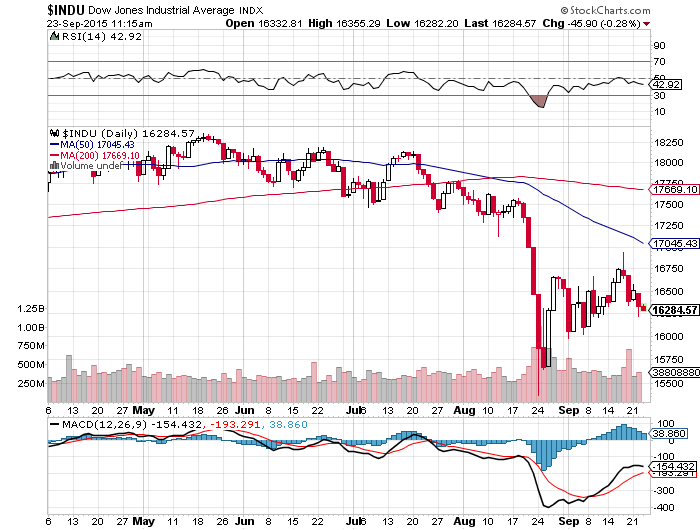 $INDU Dow Jones Industrial Average INDX © StockCharts.com
23-Sep-2015 11:15am Open 16332.81 High 16355.29 Low 16282.20 Last 16284.57 Chg -45.90 (-0.28%)
RSI(14) 42.92
90
70
50
42.92
30
10
$INDU (Daily) 16284.57
MA(50) 17045.43
MA(200) 17669.10
Volume undef
18250
18000
17750
17669.10
17500
17250
17045.43
16750
16500
16284.57
16000
15750
15500
1.25B
1.00B
750M
500M
250M
38808880
6 13 20 27 May 11 18 26 Jun 8 15 22 Jul 6 13 20 27 Aug 10 17 24 Sep 8 14 21
MACD(12,26,9) -154.432, -193.291, 38.860
100
38.860
-154.432
-193.291
-300
-400
6 13 20 27 May 11 18 26 Jun 8 15 22 Jul 6 13 20 27 Aug 10 17 24 Sep 8 14 21